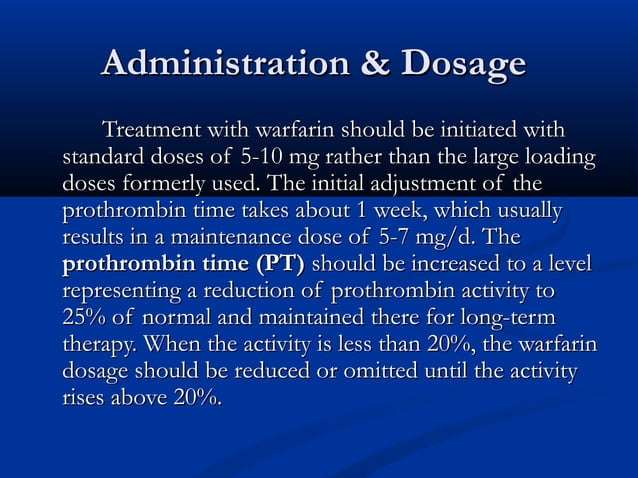 Administration & Dosage
Treatment with warfarin should be initiated with
standard doses of 5-10 mg rather than the large loading
doses formerly used. The initial adjustment of the
prothrombin time takes about 1 week, which usually
results in a maintenance dose of 5-7 mg/d. The
prothrombin time (PT) should be increased to a level
representing a reduction of prothrombin activity to
25% of normal and maintained there for long-term
therapy. When the activity is less than 20%, the warfarin
dosage should be reduced or omitted until the activity
rises above 20%.